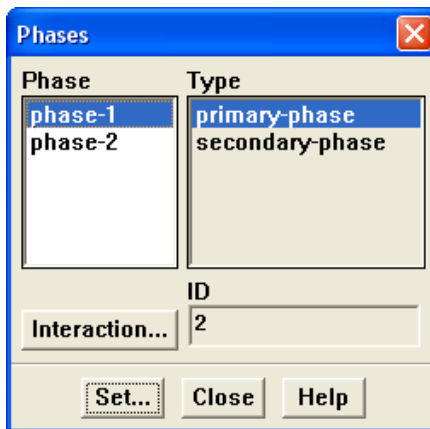 Phases
Phase
Type
phase-1
primary-phase
phase-2
secondary-phase
ID
Interaction...
2
Set...
Close
Help